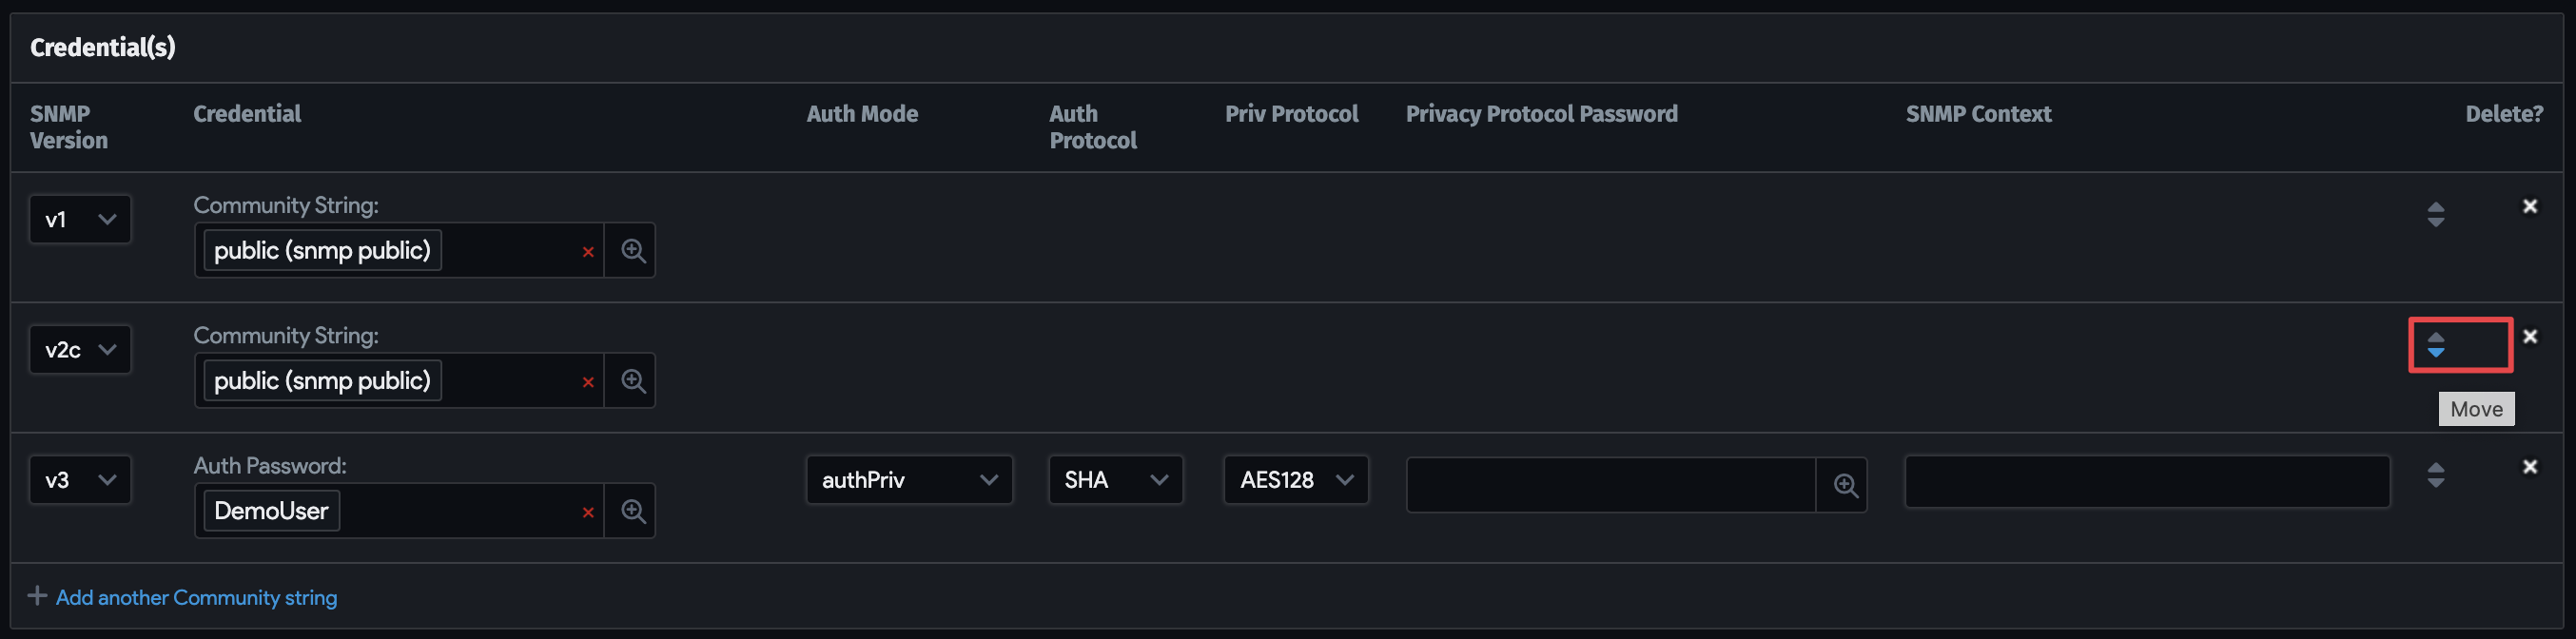 Credential(s)
SNMP Version Credential Auth Mode Auth Protocol Priv Protocol Privacy Protocol Password SNMP Context Delete?
v1 Community String:
public (snmp public) ×
v2c Community String:
public (snmp public) ×
Move
v3 Auth Password: authPriv SHA AES128
DemoUser ×
+ Add another Community string